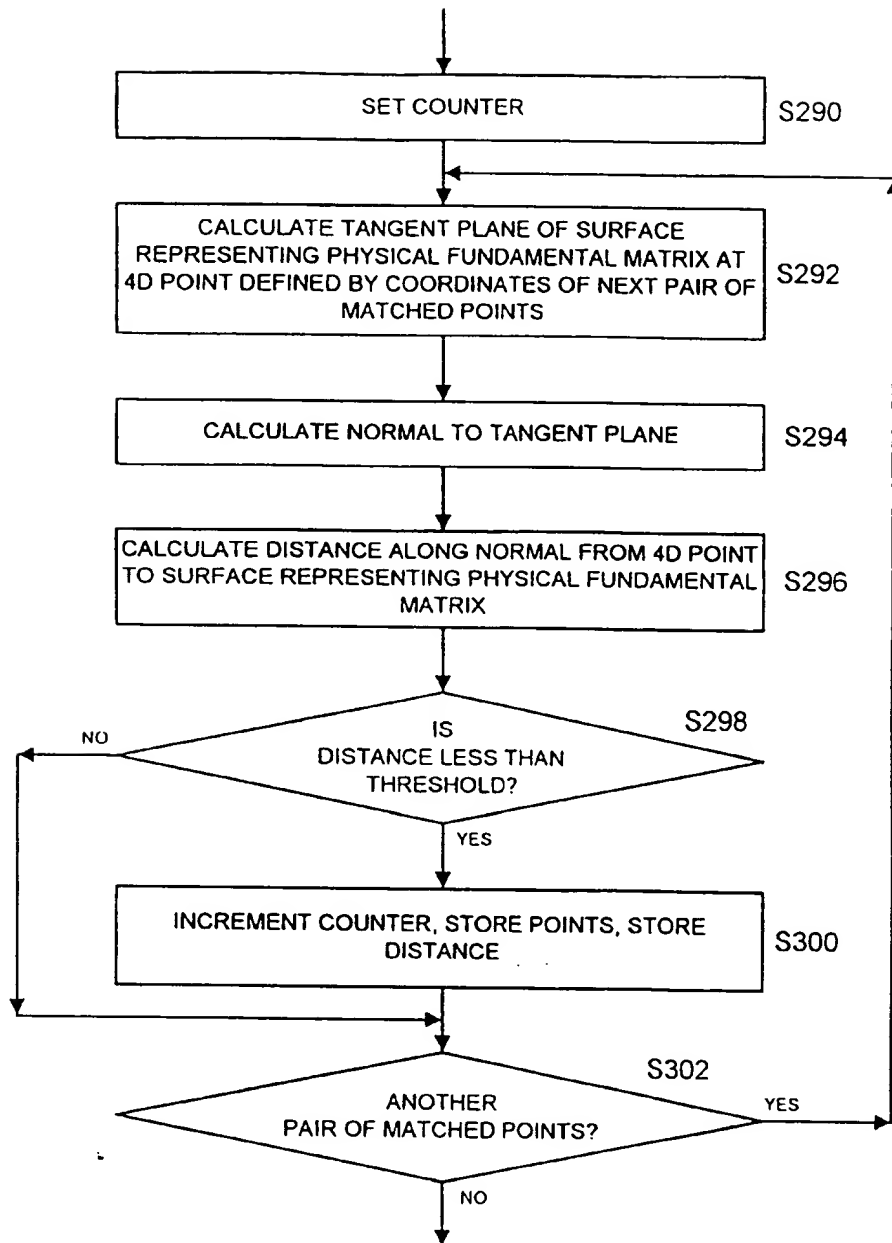 SET COUNTER
S290
CALCULATE TANGENT PLANE OF SURFACE
REPRESENTING PHYSICAL FUNDAMENTAL MATRIX AT
4D POINT DEFINED BY COORDINATES OF NEXT PAIR OF
MATCHED POINTS
S292
CALCULATE NORMAL TO TANGENT PLANE
S294
CALCULATE DISTANCE ALONG NORMAL FROM 4D POINT
TO SURFACE REPRESENTING PHYSICAL FUNDAMENTAL
MATRIX
S296
S298
NO
IS
DISTANCE LESS THAN
THRESHOLD?
YES
INCREMENT COUNTER, STORE POINTS, STORE
DISTANCE
S300
S302
ANOTHER
PAIR OF MATCHED POINTS?
YES
NO